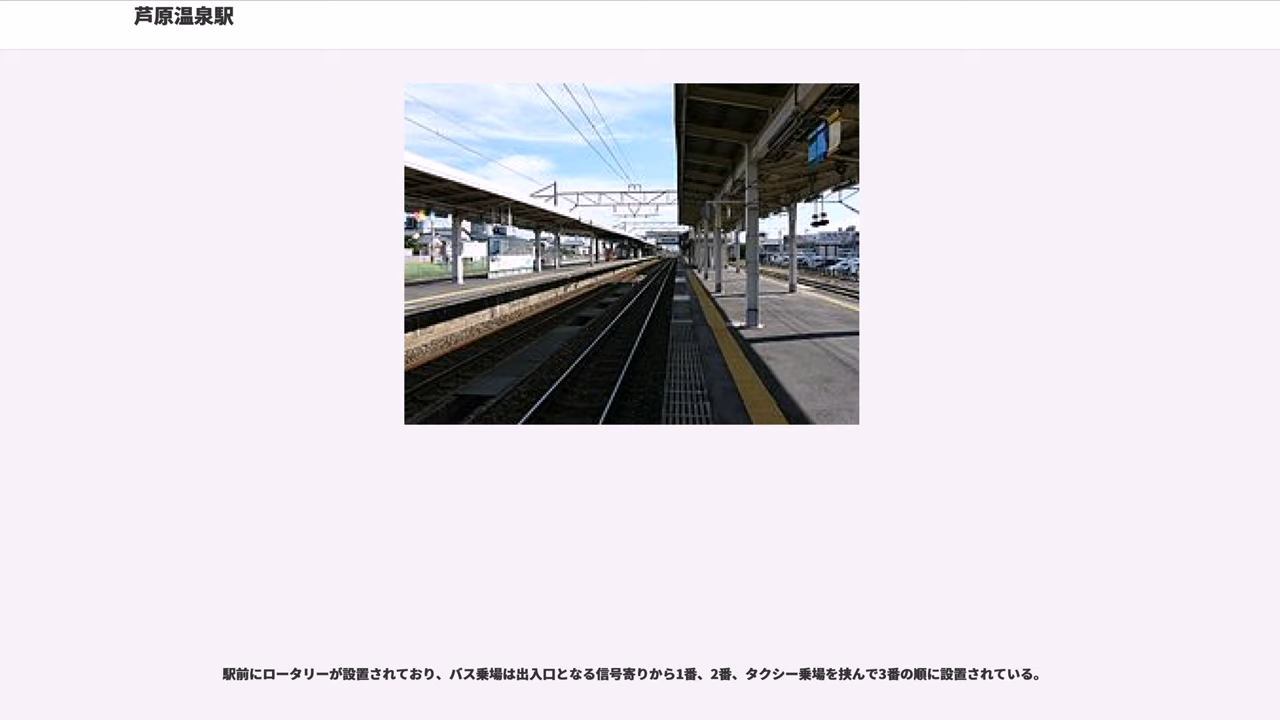 芦原温泉駅
駅前にロータリーが設置されており、バス乗場は出入口となる信号寄りから1番、2番、タクシー乗場を挟んで3番の順に設置されている。